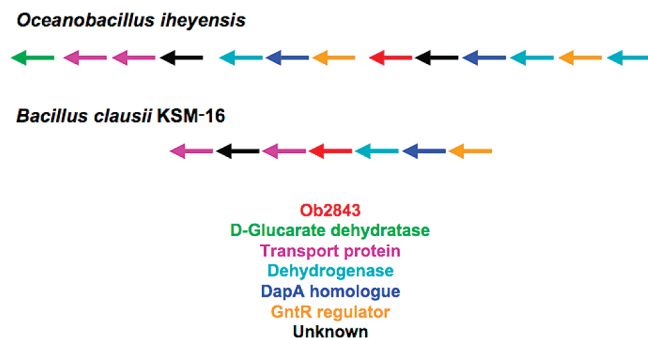 Oceanobacillus iheyensis
Bacillus clausii KSM-16
Ob2843
D-Glucarate dehydratase
Transport protein
Dehydrogenase
DapA homologue
GntR regulator
Unknown